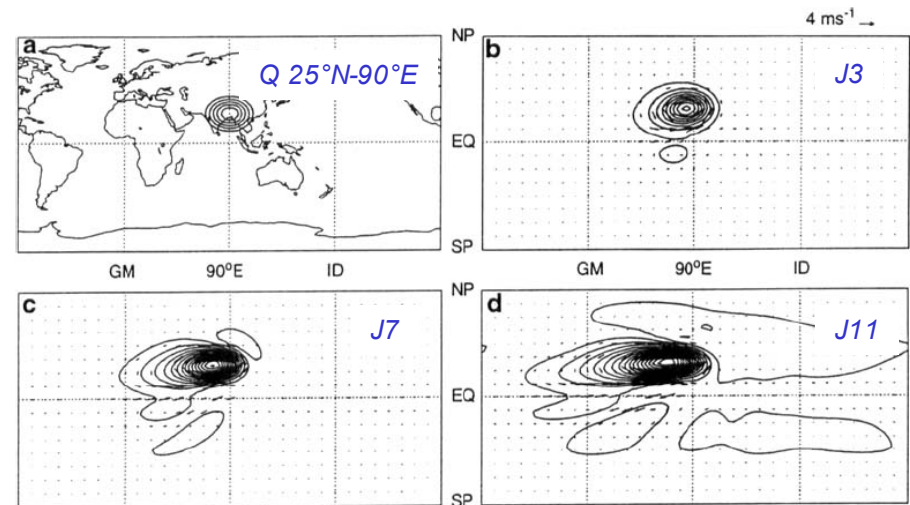 4 ms⁻¹ →
a
Q 25°N-90°E
NP
b
J3
EQ
SP
GM
90°E
ID
GM
90°E
ID
c
J7
NP
d
J11
EQ
SP